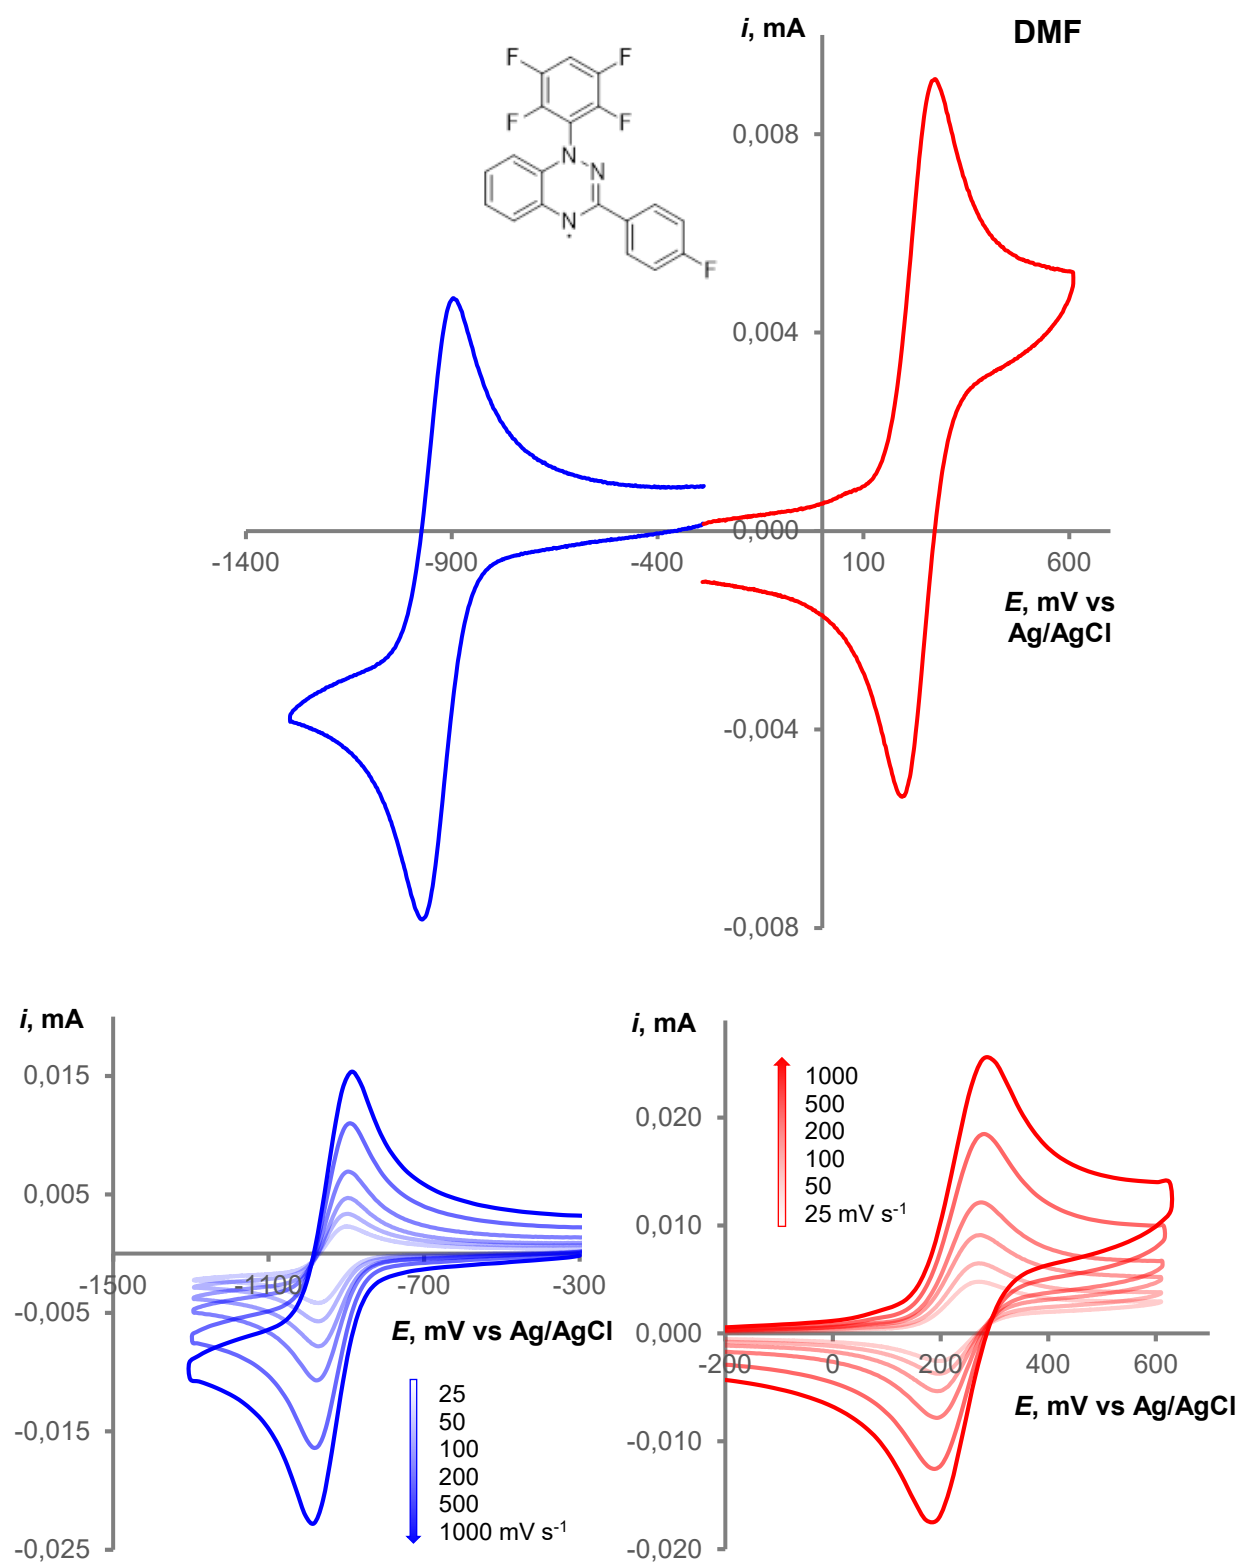 i, mA
DMF
F
F
F
F
N
N
N
·
F
0,008
0,004
0,000
-1400
-900
-400
100
600
E, mV vs
Ag/AgCl
-0,004
-0,008
i, mA
0,015
0,005
-1300
-1100
-700
-300
-0,005
E, mV vs Ag/AgCl
25
50
100
200
500
1000 mV s⁻¹
-0,015
-0,025
i, mA
1000
500
200
100
50
25 mV s⁻¹
0,020
0,010
0,000
-200
0
200
400
600
E, mV vs Ag/AgCl
-0,010
-0,020